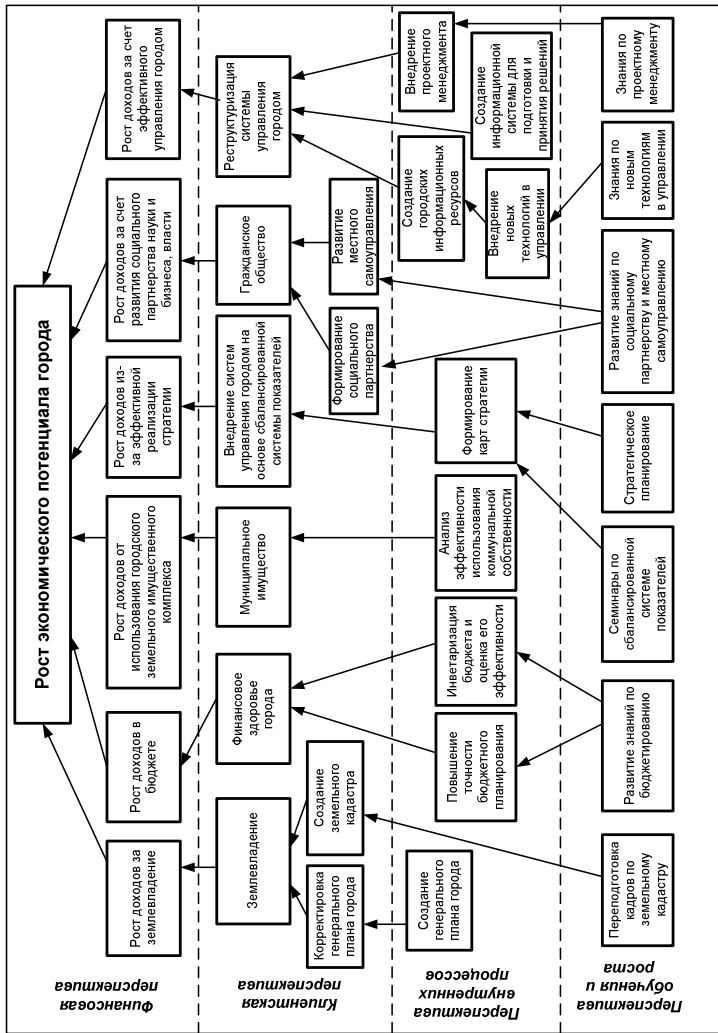 Рост экономического потенциала города
Финансовая
перспектива
Рост доходов за
землевладение
Рост доходов в
бюджете
Рост доходов от
использования городского
земельного имущественного
комплекса
Рост доходов из-
за эффективной
реализации
стратегии
Рост доходов за счет
развития социального
партнерства науки и
бизнеса, власти
Рост доходов за счет
эффективного
управления городом
Клиентская
перспектива
Землевладение
Финансовое
здоровье
города
Муниципальное
имущество
Внедрение систем
управления городом на
основе сбалансированной
системы показателей
Гражданское
общество
Реструктуризация
системы
управления
городом
Корректировка
генерального
плана города
Создание
земельного
кадастра
Формирование
социального
партнерства
Развитие
местного
самоуправления
Перспектива
внутренних
процессов
Создание
генерального
плана города
Повышение
точности
бюджетного
планирования
Инветаризация
бюджета и
оценка его
эффективности
Анализ
эффективности
использования
коммунальной
собственности
Формирование
карт стратегии
Создание
городских
информационных
ресурсов
Внедрение
новых
технологий в
управлении
Внедрение
проектного
менеджмента
Создание
информационной
системы для
подготовки и
принятия решений
Перспектива
обучения и
роста
Переподготовка
кадров по
земельному
кадастру
Развитие знаний по
бюджетированию
Семинары по
сбалансированной
системе
показателей
Стратегическое
планирование
Развитие знаний по
социальному
партнерству и местному
самоуправлению
Знания по
новым
технологиям
в управлении
Знания по
проектному
менеджменту